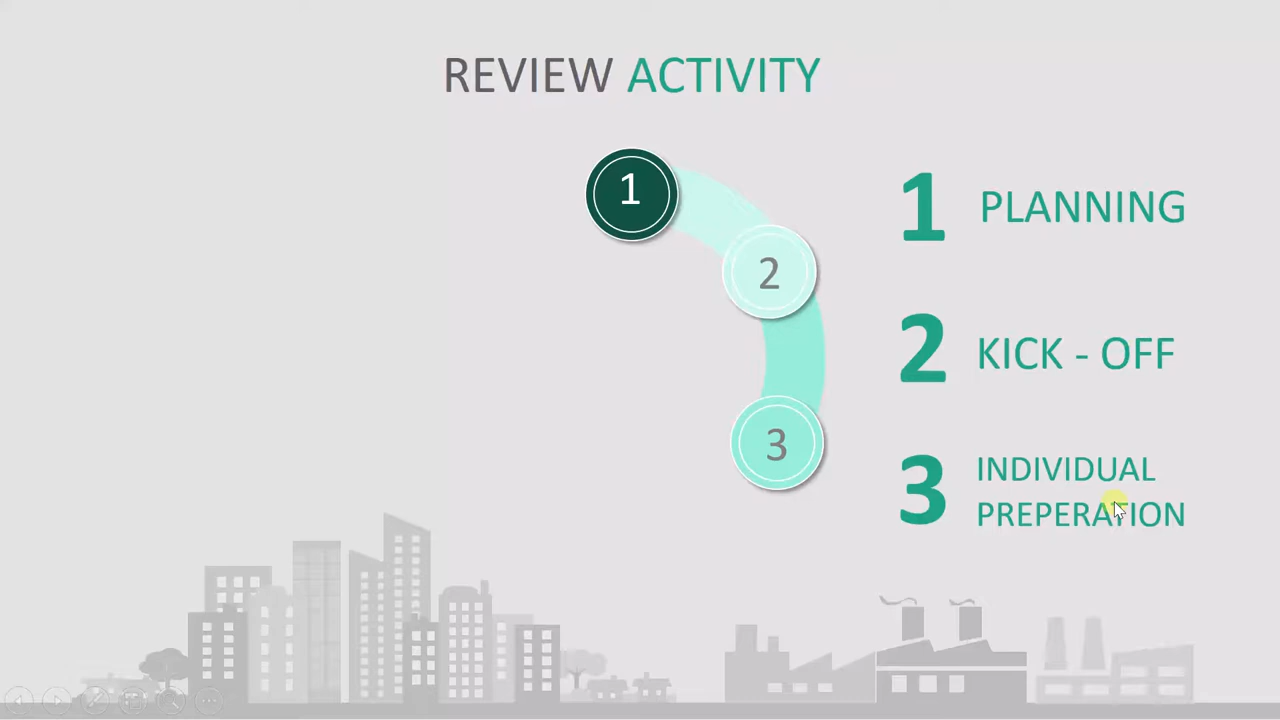 REVIEW ACTIVITY
1
2
3
1 PLANNING
2 KICK - OFF
3 INDIVIDUAL
PREPERATION